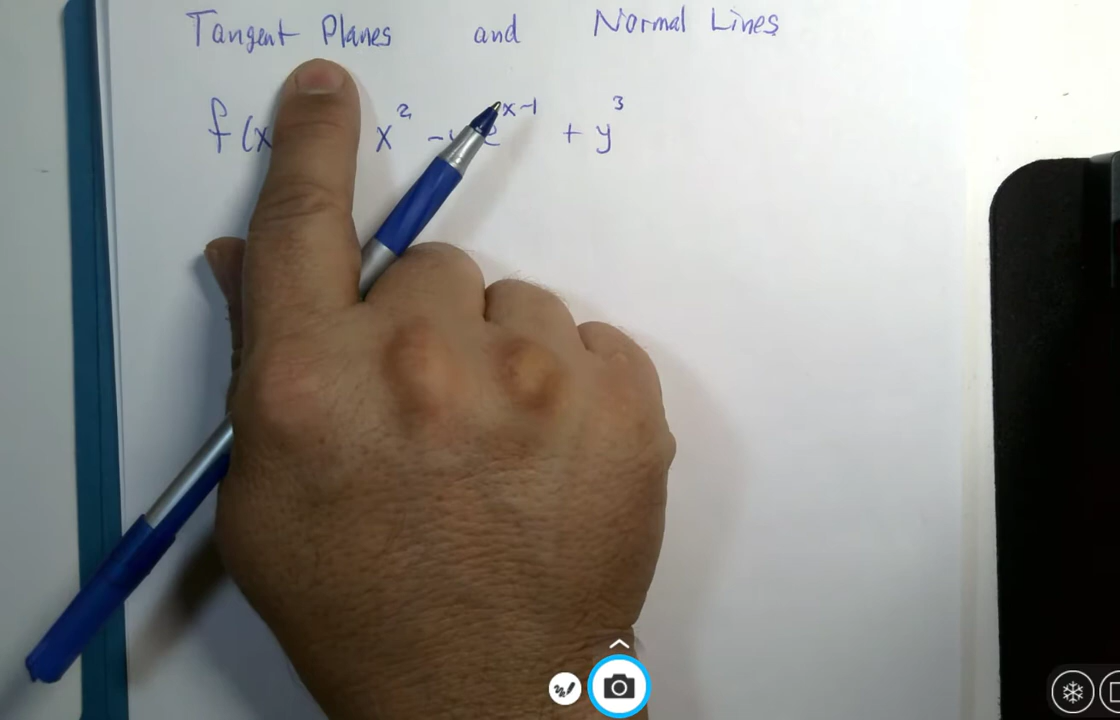 Tangent Planes and Normal Lines
f(x x² - e^(x-1) + y³